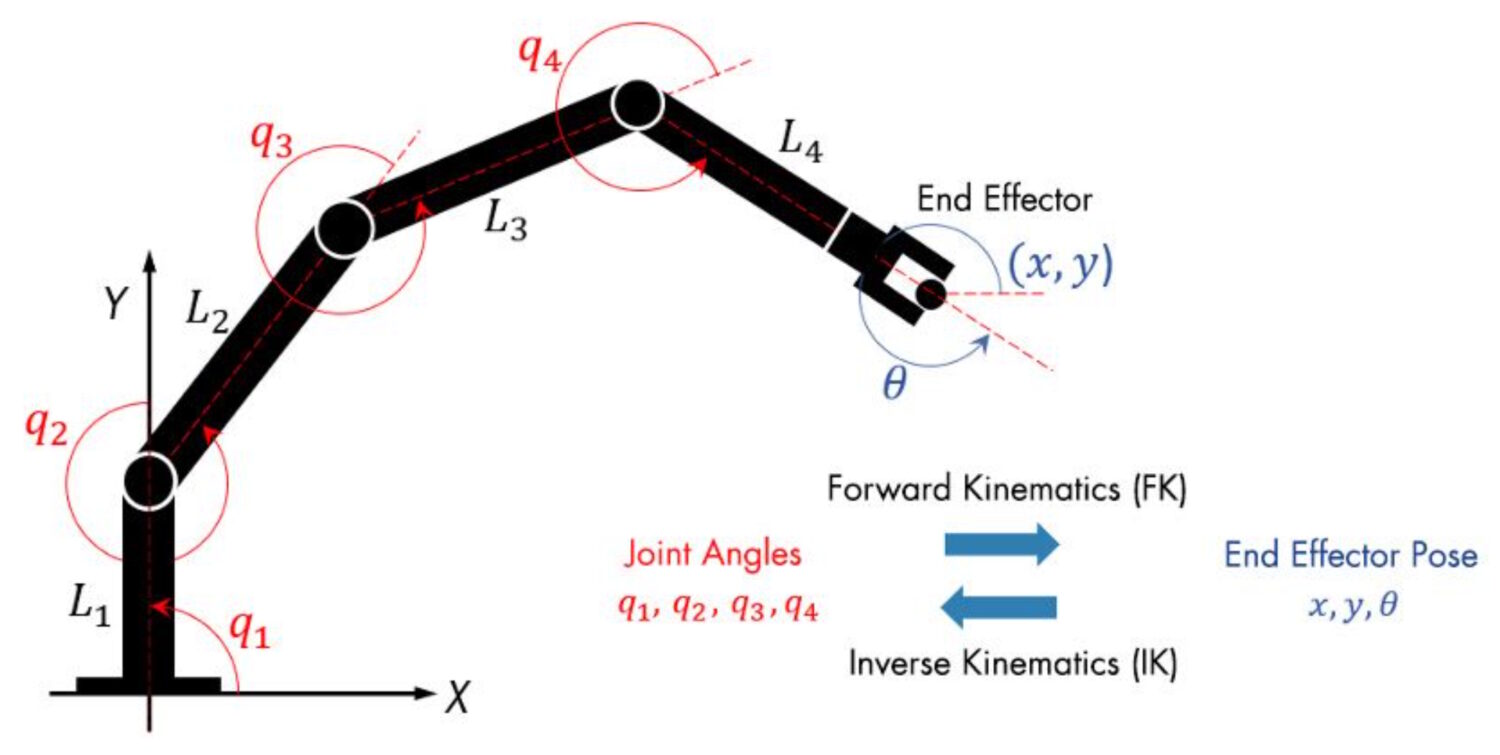 q₄
L₄
q₃
L₃
End Effector
(x, y)
Y
L₂
θ
q₂
Forward Kinematics (FK)
Joint Angles
End Effector Pose
q₁, q₂, q₃, q₄
x, y, θ
L₁
q₁
Inverse Kinematics (IK)
X